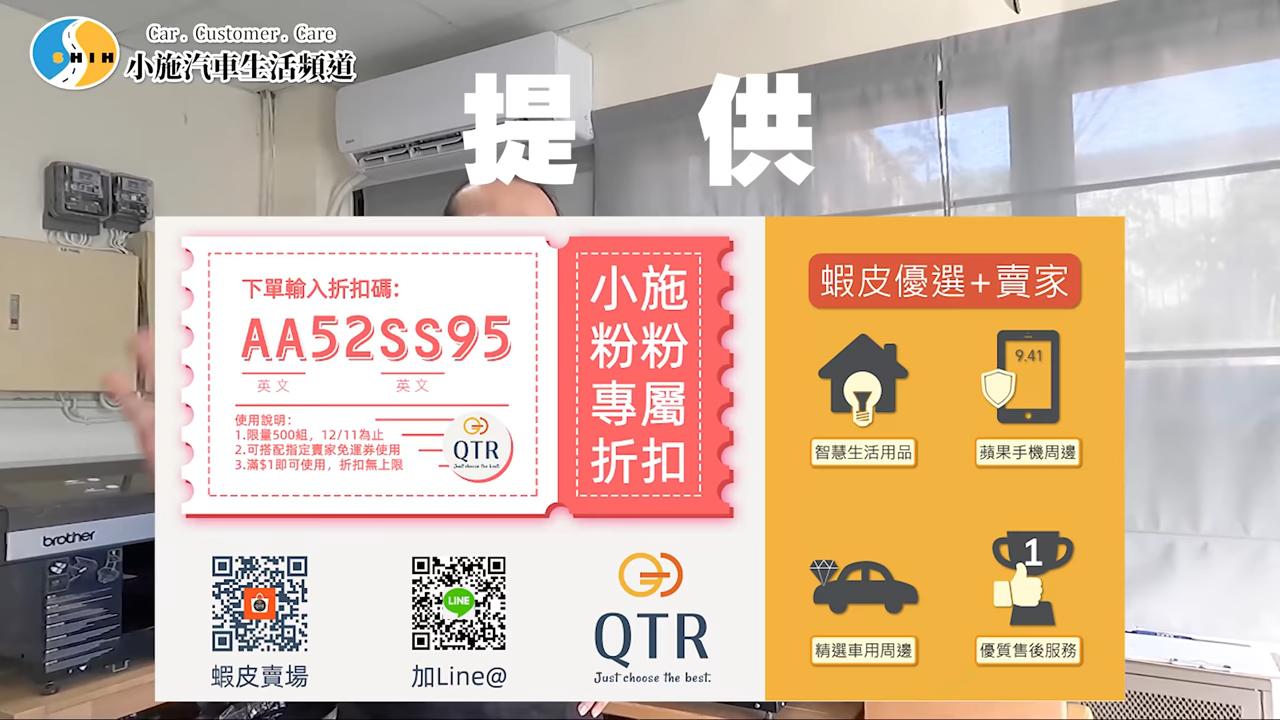 Car. Customer. Care
SHIH
小施汽車生活頻道
提供
下單輸入折扣碼:
AA52SS95
英文
英文
使用說明:
1.限量500組，12/11為止
2.可搭配指定賣家免運券使用
3.滿$1即可使用，折扣無上限
QTR
Just choose the best.
小施
粉粉
專屬
折扣
蝦皮優選+賣家
9.41
智慧生活用品
蘋果手機周邊
1
精選車用周邊
優質售後服務
brother
LINE
蝦皮賣場
加Line@
QTR
Just choose the best.